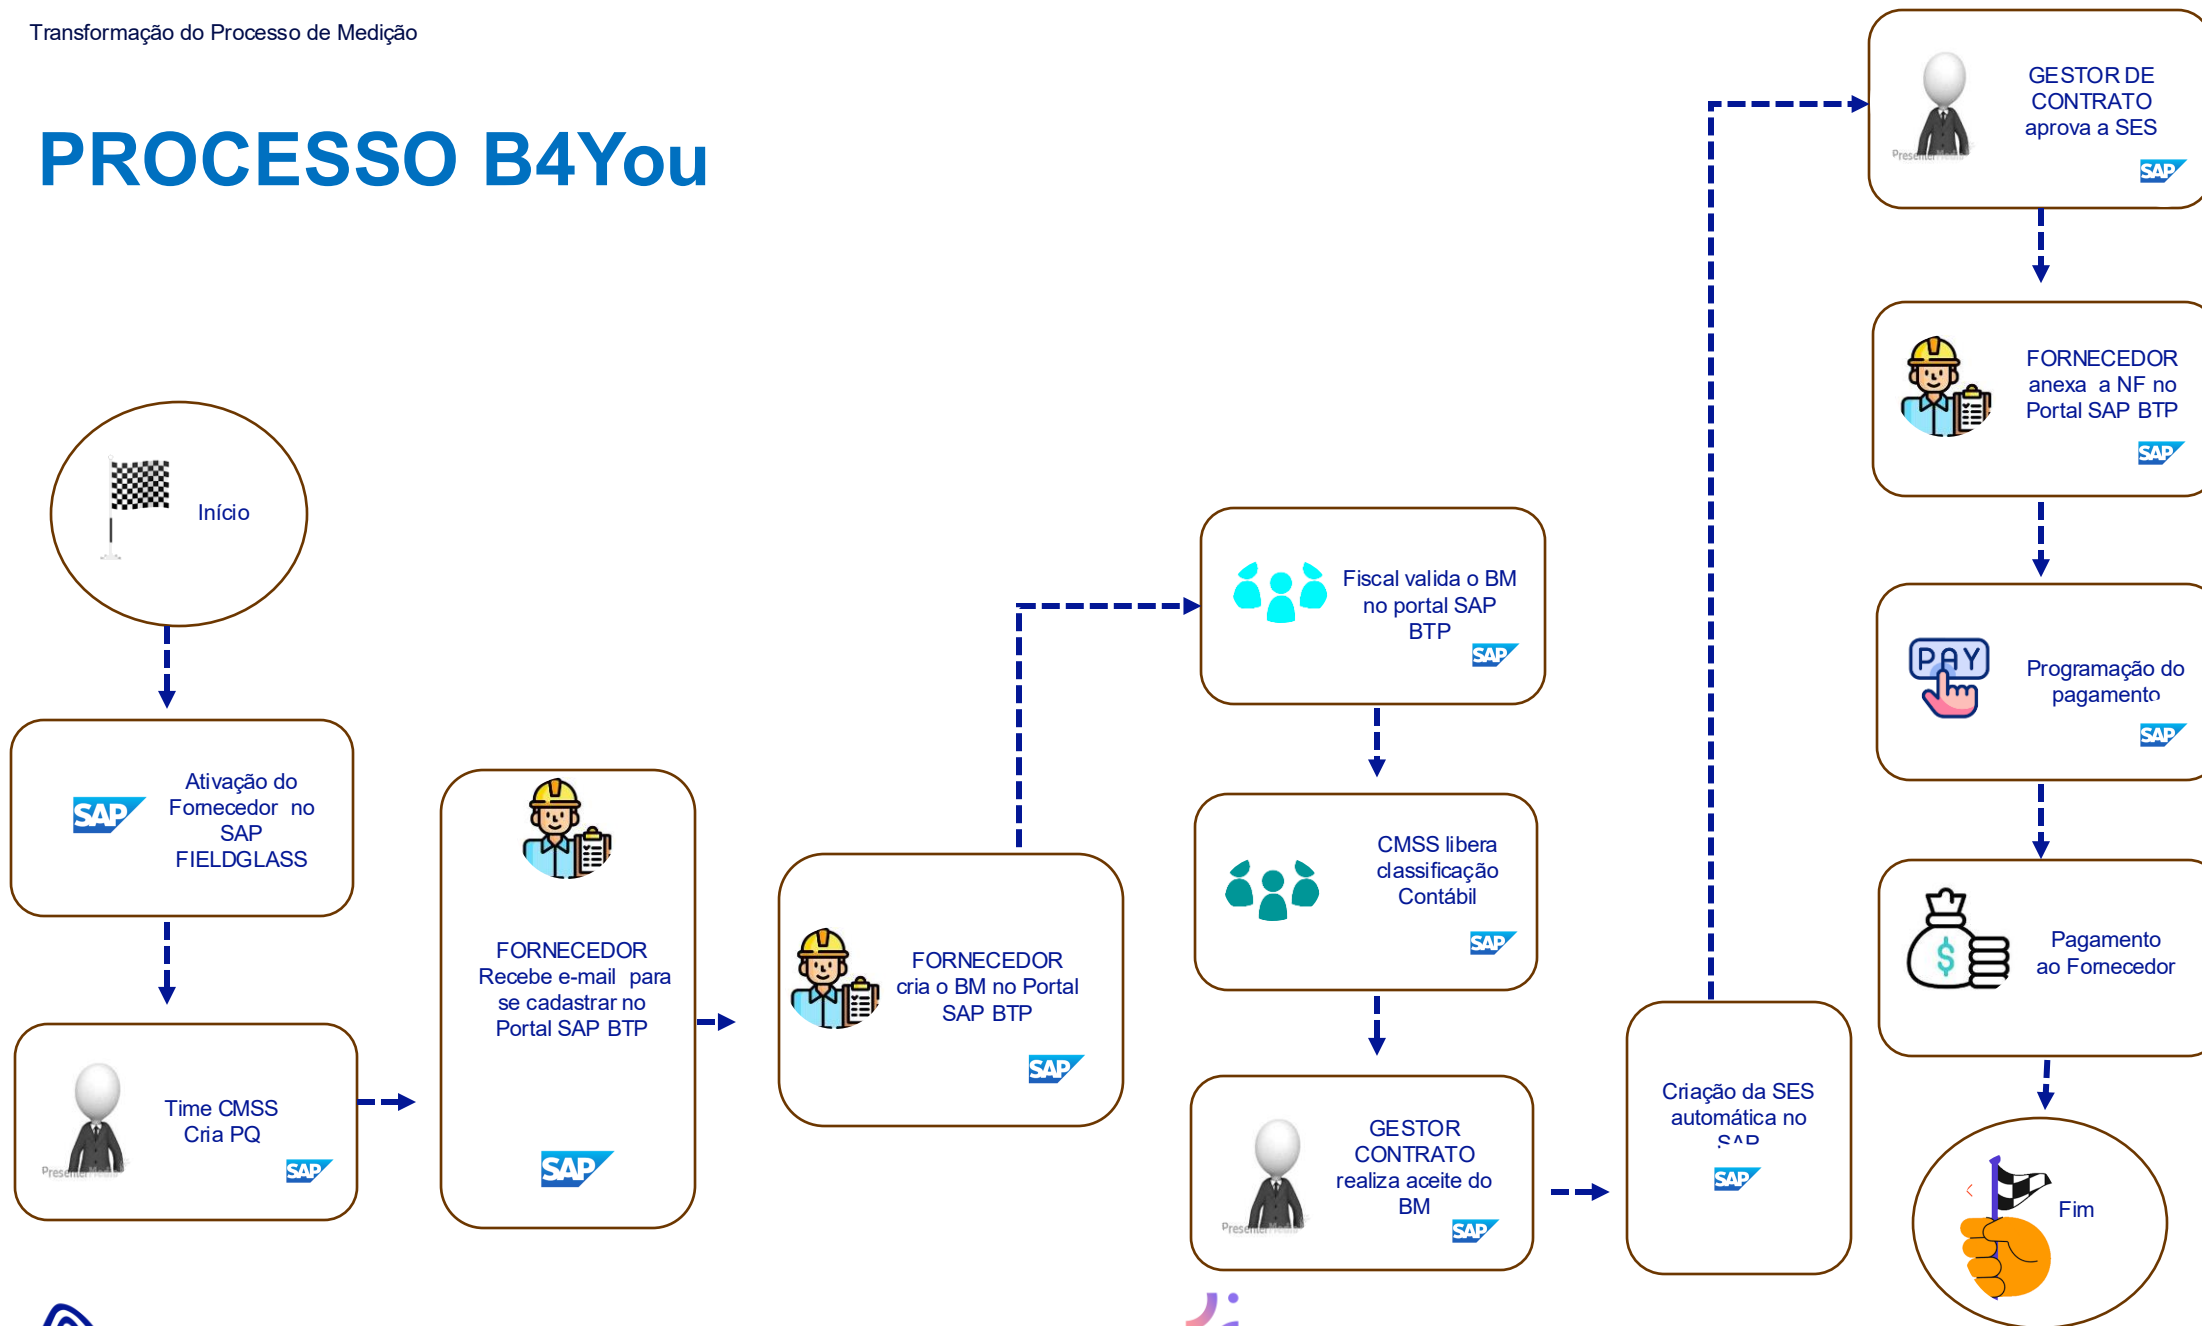 Transformação do Processo de Medição
PROCESSO B4You
Início
Ativação do
Fornecedor no
SAP
FIELDGLASS
SAP
Time CMSS
Cria PQ
PresenterMedia
SAP
FORNECEDOR
Recebe e-mail para
se cadastrar no
Portal SAP BTP
SAP
FORNECEDOR
cria o BM no Portal
SAP BTP
SAP
Fiscal valida o BM
no portal SAP
BTP
SAP
CMSS libera
classificação
Contábil
SAP
GESTOR
CONTRATO
realiza aceite do
BM
PresenterMedia
SAP
Criação da SES
automática no
SAP
SAP
GESTOR DE
CONTRATO
aprova a SES
PresenterMedia
SAP
FORNECEDOR
anexa a NF no
Portal SAP BTP
SAP
PAY
Programação do
pagamento
SAP
$
Pagamento
ao Fornecedor
Fim